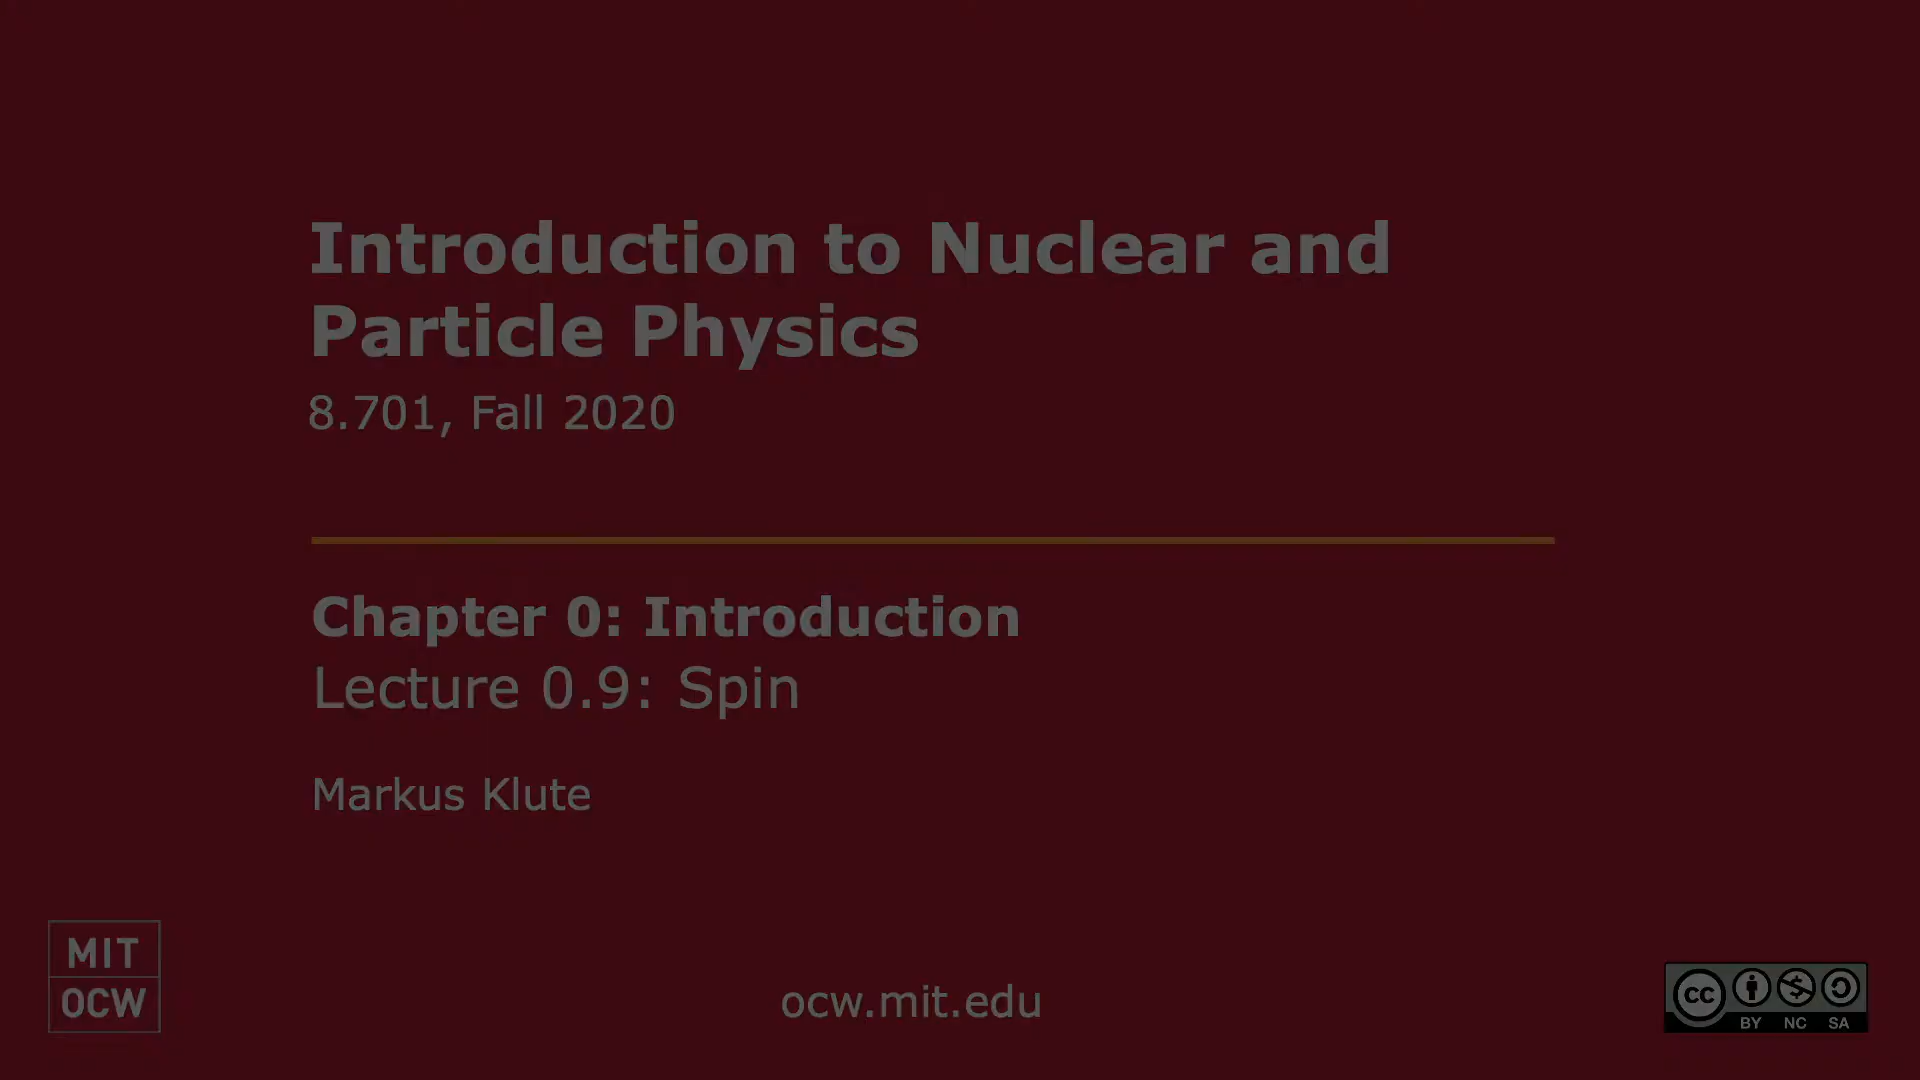 Introduction to Nuclear and
Particle Physics
8.701, Fall 2020
Chapter 0: Introduction
Lecture 0.9: Spin
Markus Klute
MIT
OCW
ocw.mit.edu
cc
BY NC SA